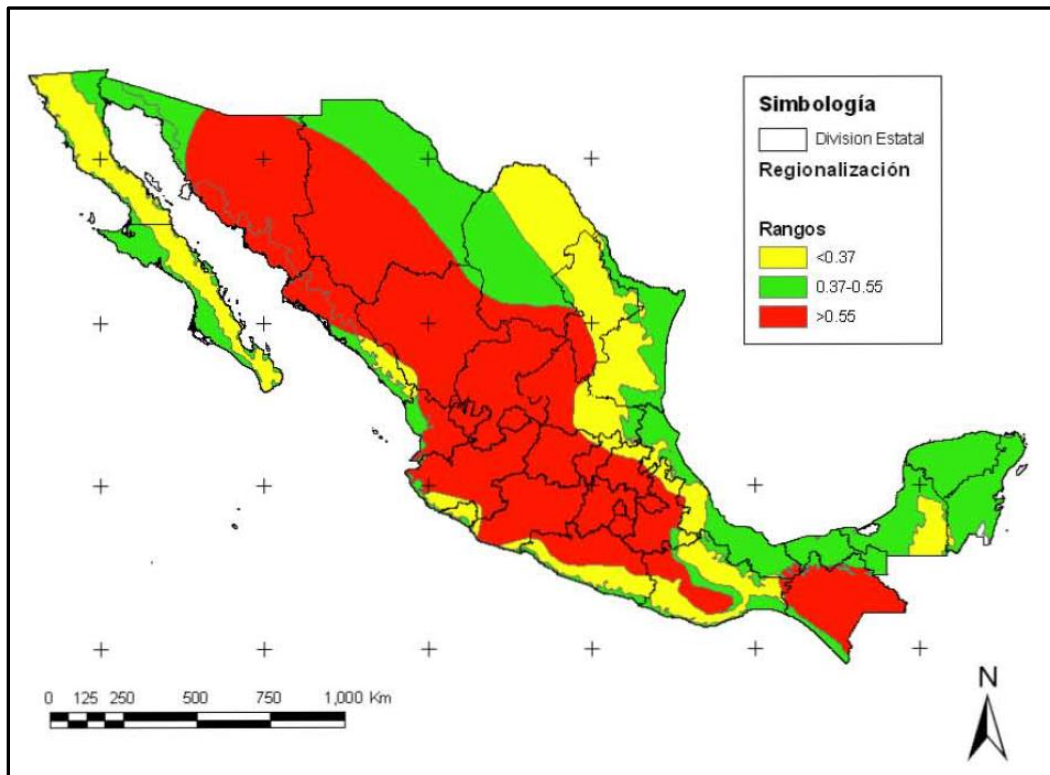 Simbología
Division Estatal
Regionalización
Rangos
<0.37
0.37-0.55
>0.55
0 125 250 500 750 1,000 Km
N